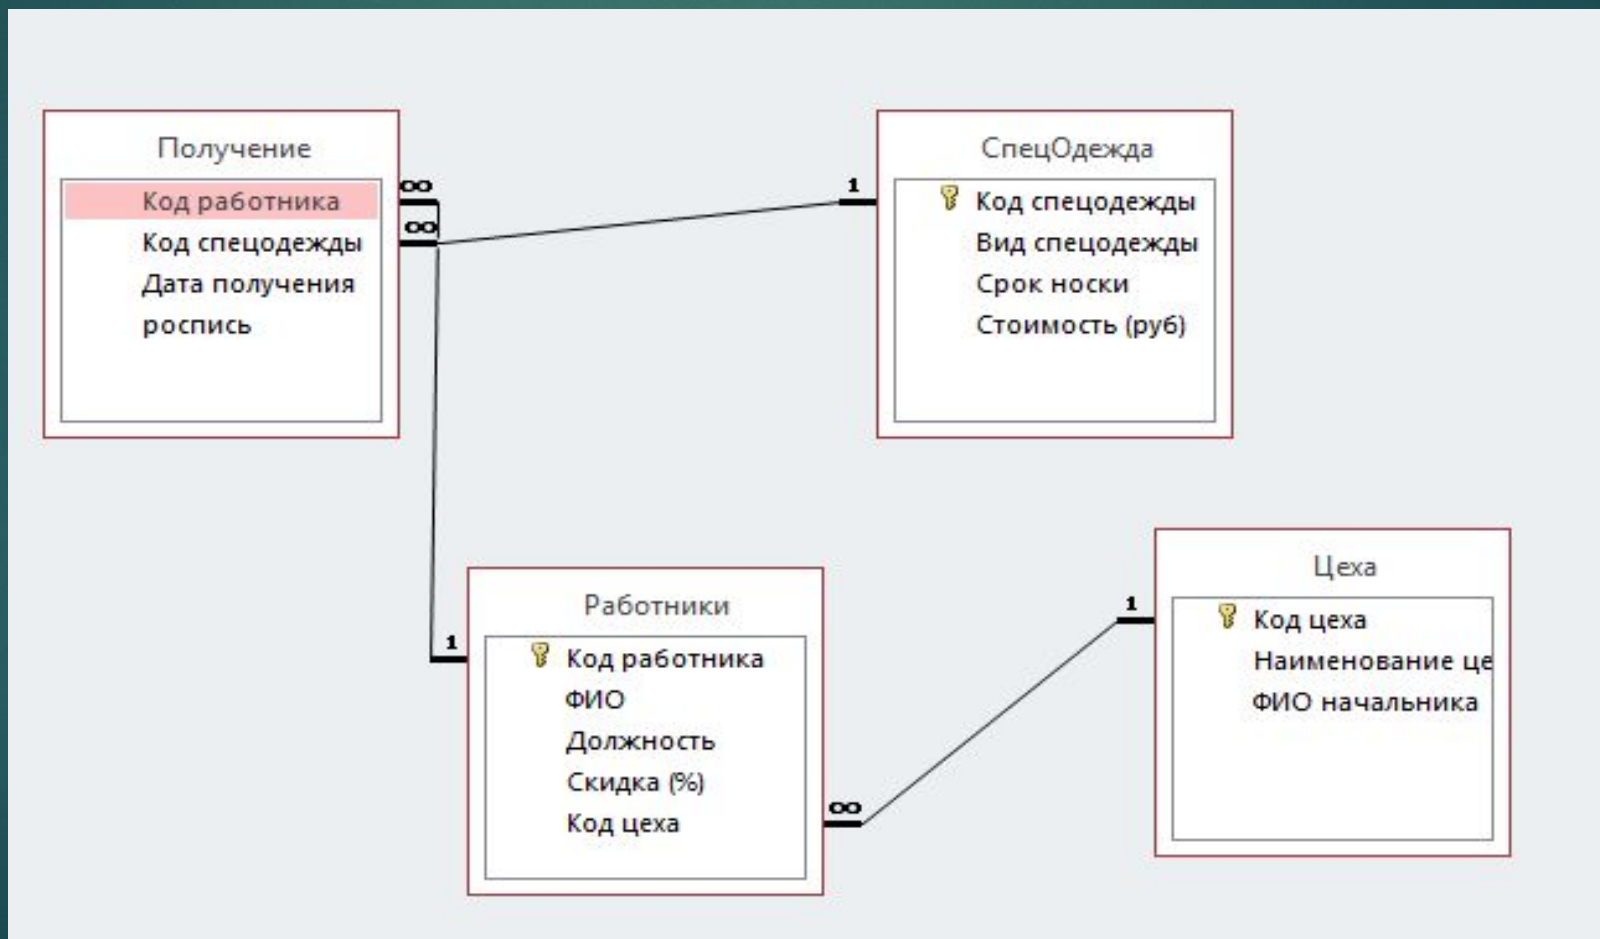 Получение
Код работника
Код спецодежды
Дата получения
роспись
∞
∞
1
СпецОдежда
Код спецодежды
Вид спецодежды
Срок носки
Стоимость (руб)
1
Работники
Код работника
ФИО
Должность
Скидка (%)
Код цеха
∞
1
Цеха
Код цеха
Наименование це
ФИО начальника